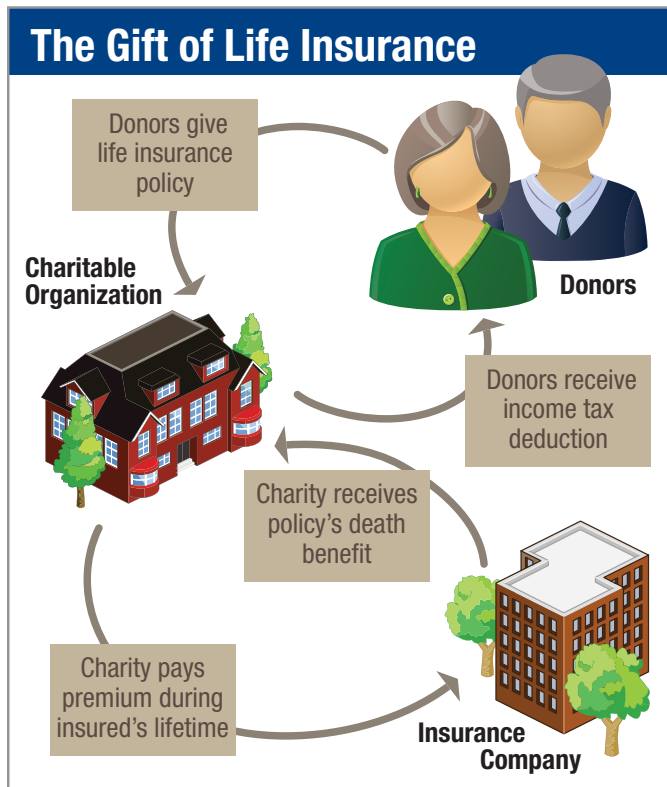 The Gift of Life Insurance
Donors give
life insurance
policy
Donors
Charitable
Organization
Donors receive
income tax
deduction
Charity receives
policy’s death
benefit
Charity pays
premium during
insured’s lifetime
Insurance
Company